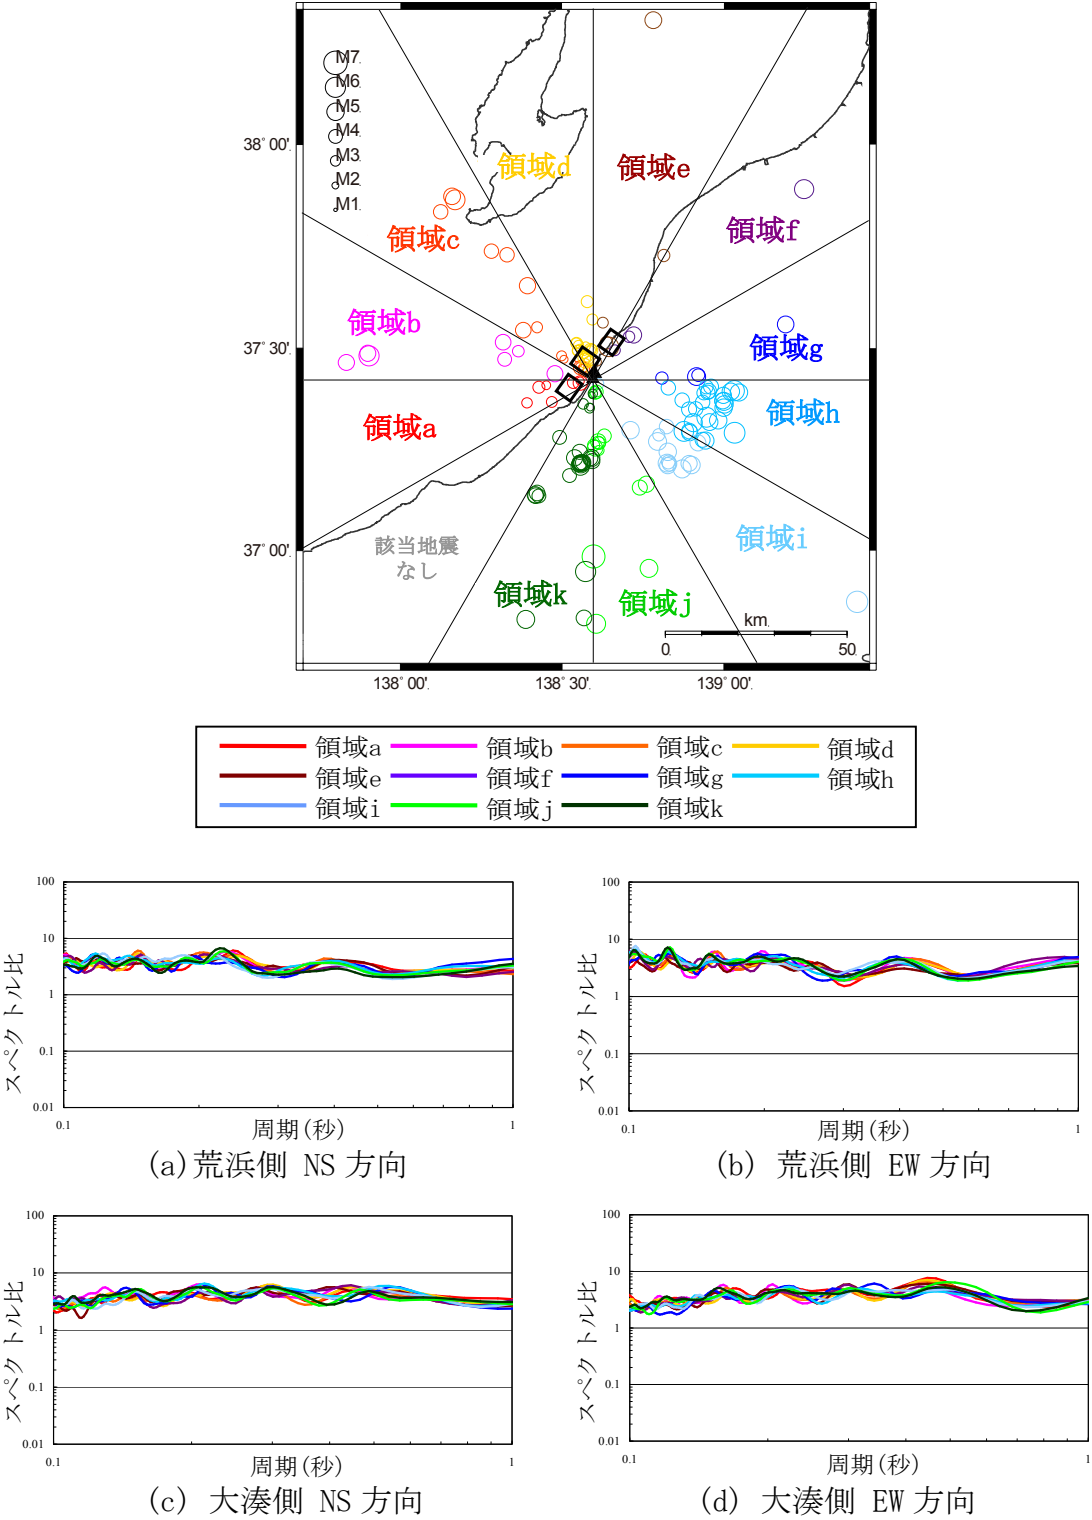 M7.
M6.
M5.
M4.
M3.
M2.
M1.
38° 00'.
37° 30'.
37° 00'.
138° 00'.
138° 30'.
139° 00'.
領域d
領域e
領域c
領域f
領域b
領域g
領域a
領域h
該当地震
なし
領域i
領域k
領域j
km.
0.
50.
領域a 領域b 領域c 領域d
領域e 領域f 領域g 領域h
領域i 領域j 領域k
スペクトル比
100
10
1
0.1
0.01
0.1
1
周期(秒)
(a)荒浜側 NS方向
スペクトル比
100
10
1
0.1
0.01
0.1
1
周期(秒)
(b) 荒浜側 EW方向
スペクトル比
100
10
1
0.1
0.01
0.1
1
周期(秒)
(c) 大湊側 NS方向
スペクトル比
100
10
1
0.1
0.01
0.1
1
周期(秒)
(d) 大湊側 EW方向